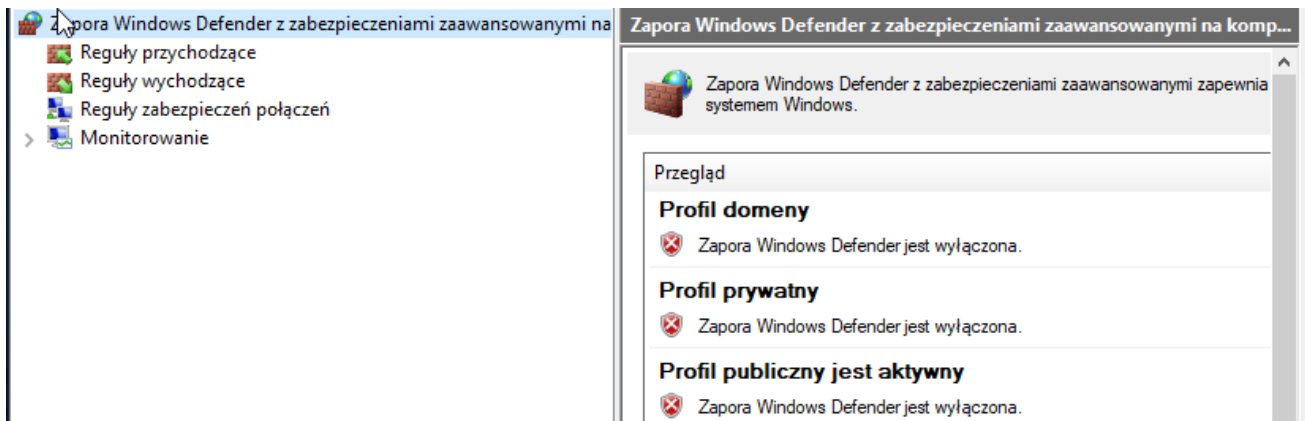 Zapora Windows Defender z zabezpieczeniami zaawansowanymi na
Reguły przychodzące
Reguły wychodzące
Reguły zabezpieczeń połączeń
Monitorowanie
Zapora Windows Defender z zabezpieczeniami zaawansowanymi na komp...
Zapora Windows Defender z zabezpieczeniami zaawansowanymi zapewnia
systemem Windows.
Przegląd
Profil domeny
Zapora Windows Defender jest wyłączona.
Profil prywatny
Zapora Windows Defender jest wyłączona.
Profil publiczny jest aktywny
Zapora Windows Defender jest wyłączona.